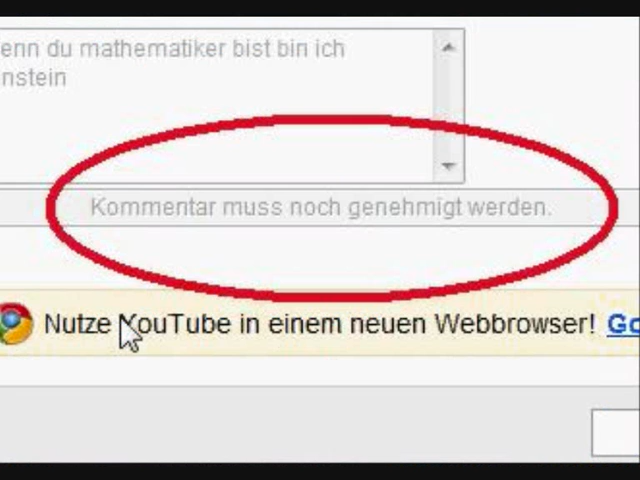 enn du mathematiker bist bin ich
nstein
Kommentar muss noch genehmigt werden.
Nutze YouTube in einem neuen Webbrowser! Go